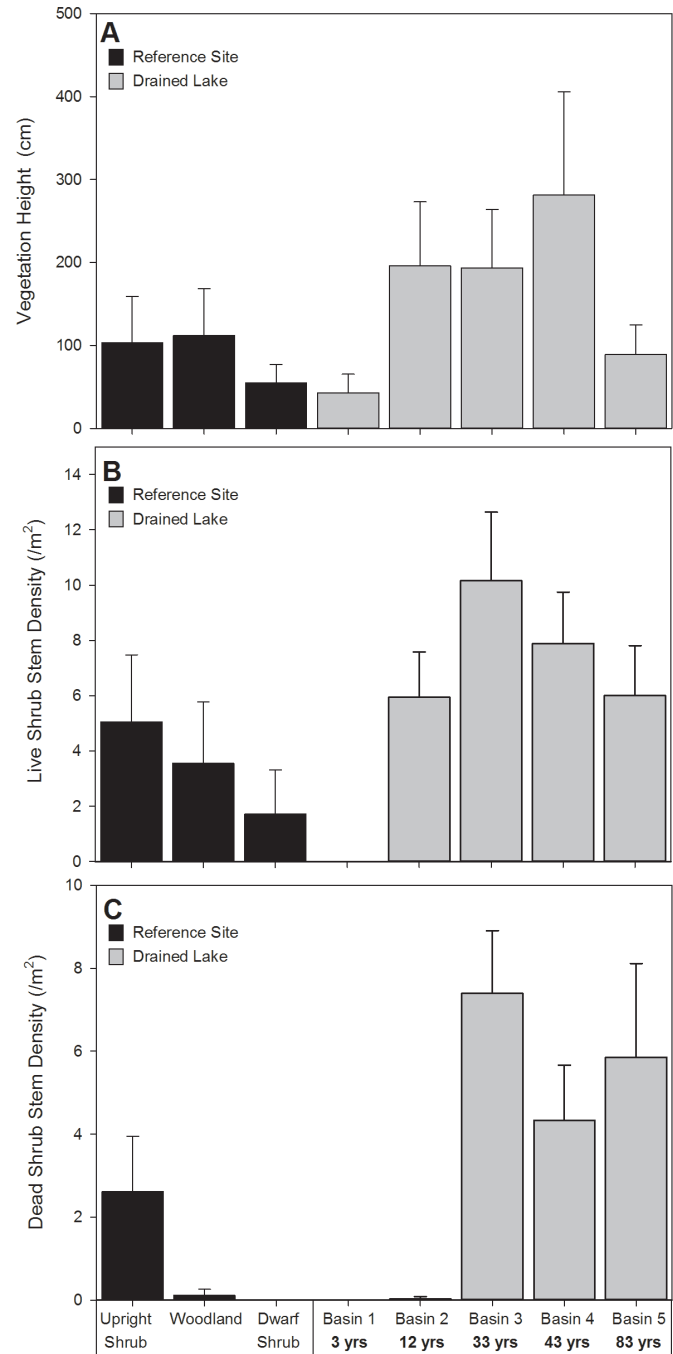 A
Reference Site
Drained Lake
Vegetation Height (cm)
500
400
300
200
100
0
B
Reference Site
Drained Lake
Live Shrub Stem Density (/m²)
14
12
10
8
6
4
2
0
C
Reference Site
Drained Lake
Dead Shrub Stem Density (/m²)
10
8
6
4
2
0
Upright Woodland Dwarf Basin 1 Basin 2 Basin 3 Basin 4 Basin 5
Shrub Shrub 3 yrs 12 yrs 33 yrs 43 yrs 83 yrs